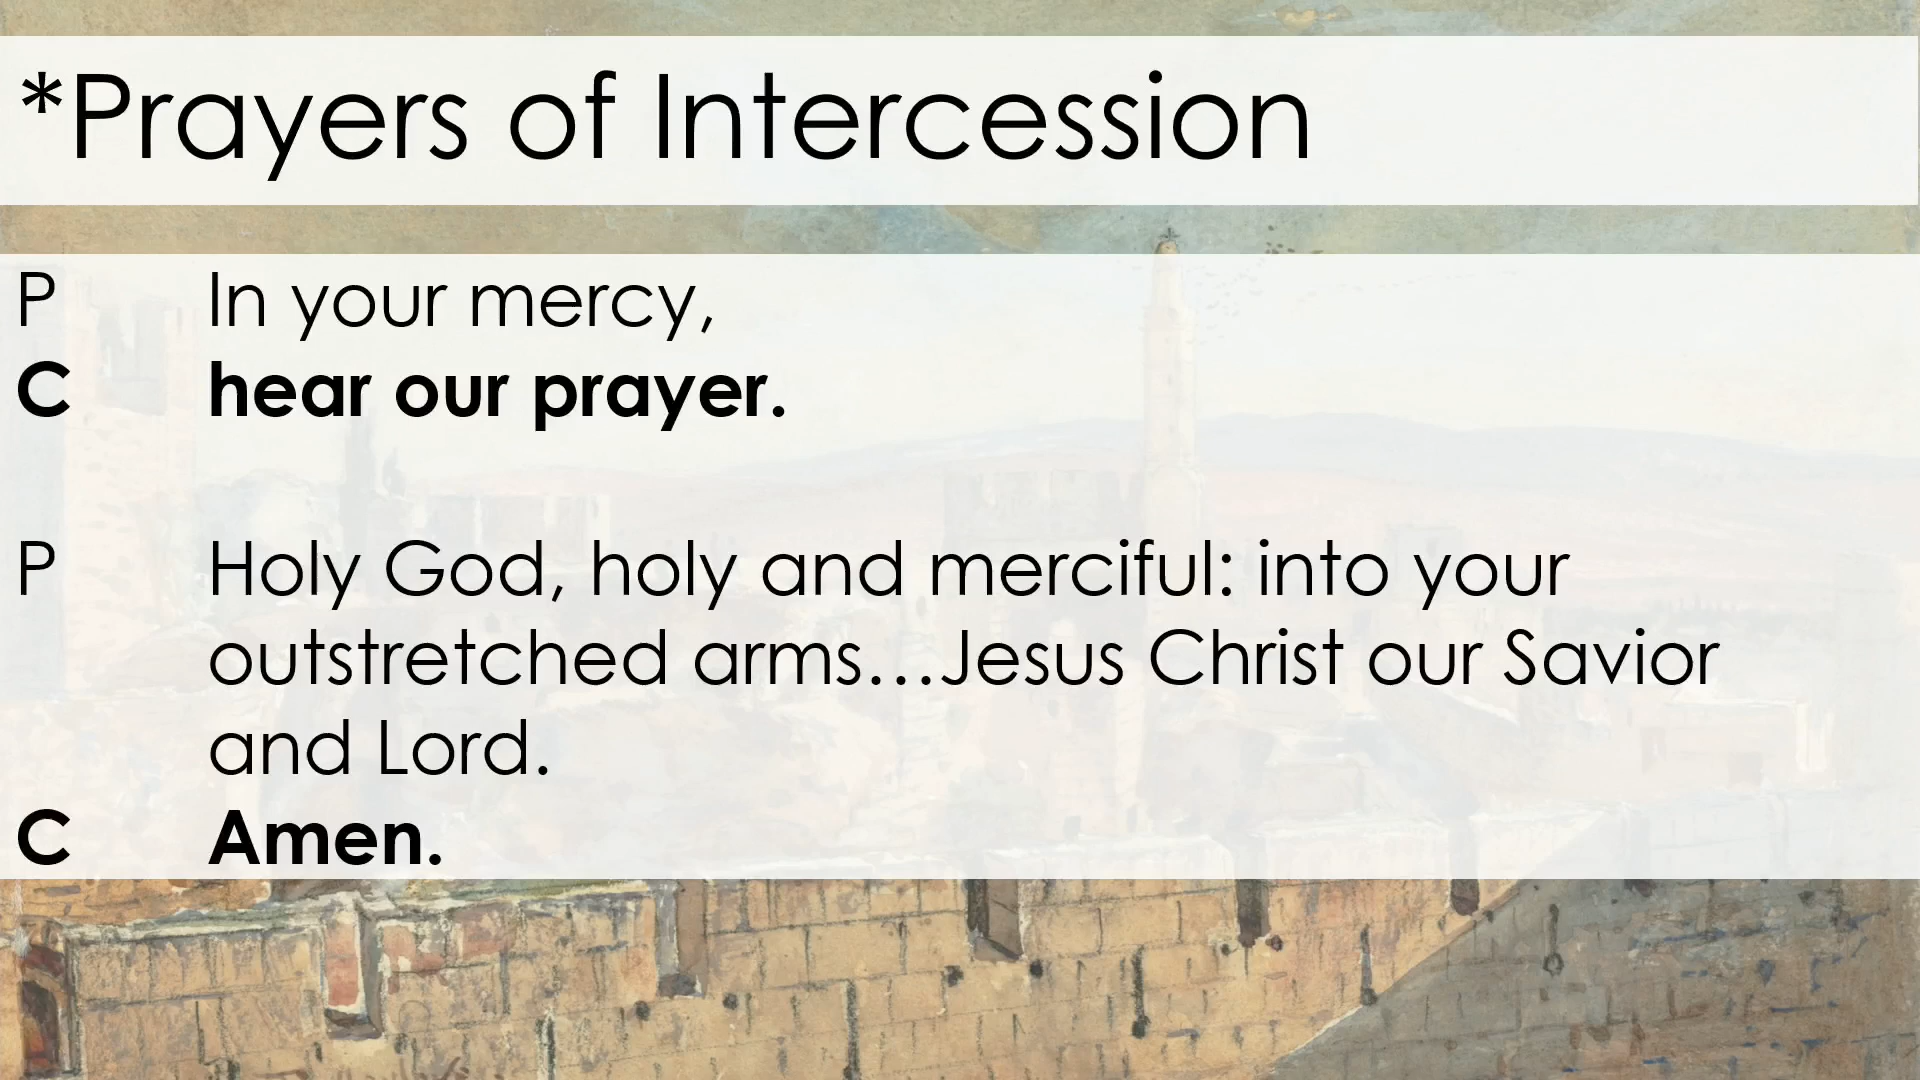 *Prayers of Intercession
P In your mercy,
C hear our prayer.
P Holy God, holy and merciful: into your
outstretched arms…Jesus Christ our Savior
and Lord.
C Amen.